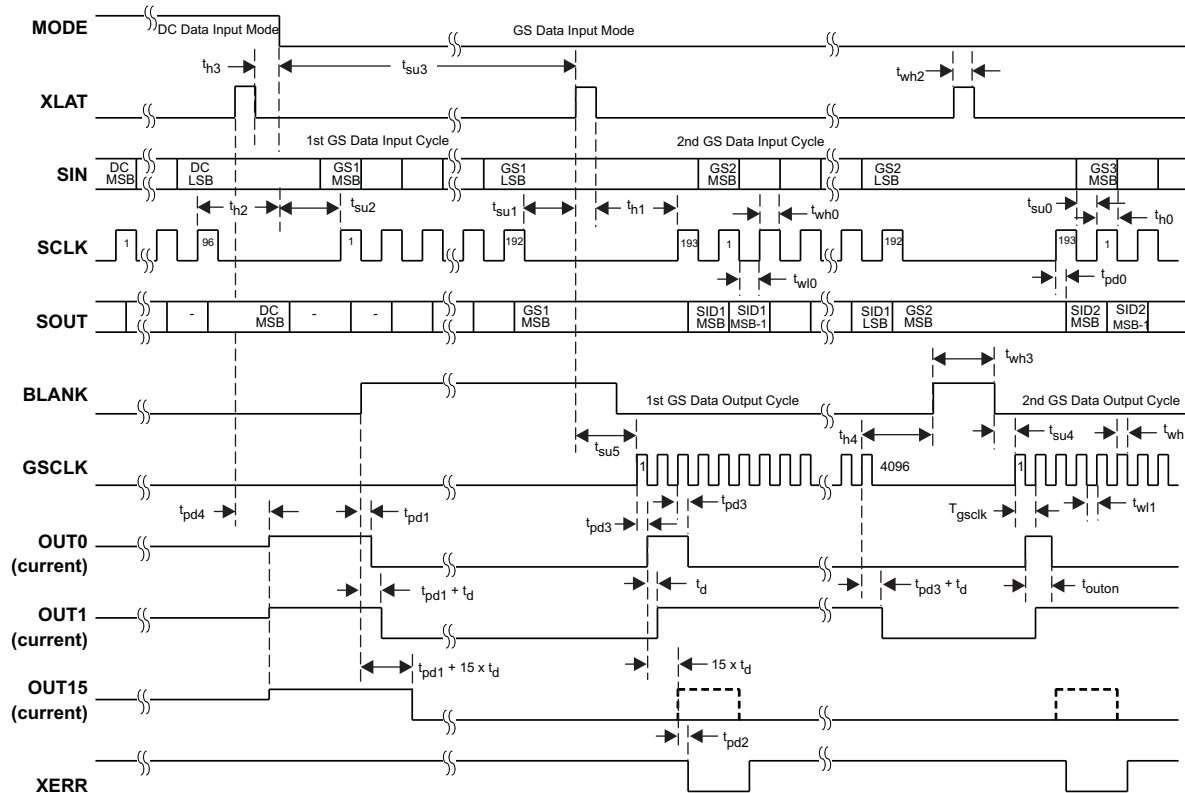 MODE
DC Data Input Mode
GS Data Input Mode
th3
tsu3
twh2
XLAT
1st GS Data Input Cycle
2nd GS Data Input Cycle
SIN
DC MSB
DC LSB
GS1 MSB
GS1 LSB
GS2 MSB
GS2 LSB
GS3 MSB
th2
tsu2
tsu1
th1
twh0
tsu0
th0
SCLK
1
96
1
192
193
1
192
193
1
twl0
tpd0
SOUT
-
DC MSB
-
-
GS1 MSB
SID1 MSB
SID1 MSB-1
SID1 LSB
GS2 MSB
SID2 MSB
SID2 MSB-1
twh3
BLANK
1st GS Data Output Cycle
2nd GS Data Output Cycle
tsu5
th4
tsu4
twh
GSCLK
1
4096
1
tpd4
tpd1
tpd3
tpd3
Tgsclk
twl1
OUT0
(current)
tpd1 + td
td
tpd3 + td
touton
OUT1
(current)
tpd1 + 15 x td
15 x td
OUT15
(current)
tpd2
XERR